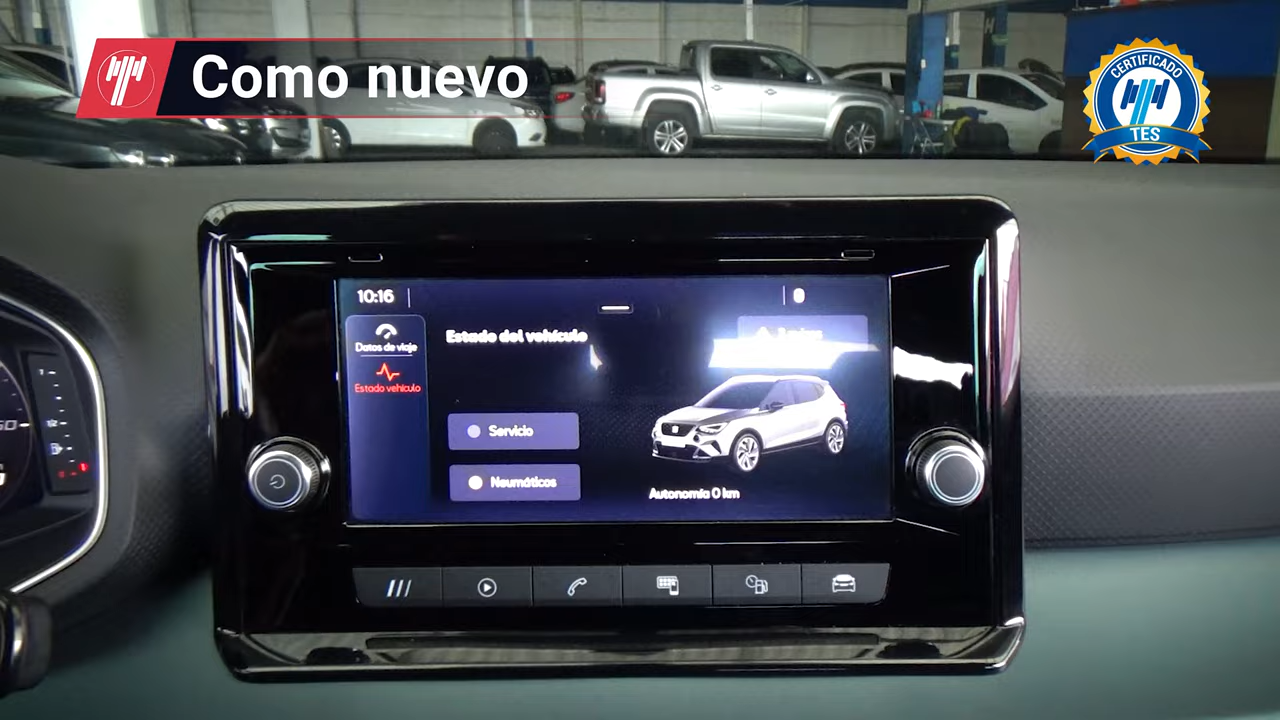 Como nuevo
CERTIFICADO
TES
10:16
Datos de viaje
Estado vehículo
Estado del vehículo
Servicio
Neumáticos
Autonomía 0 km